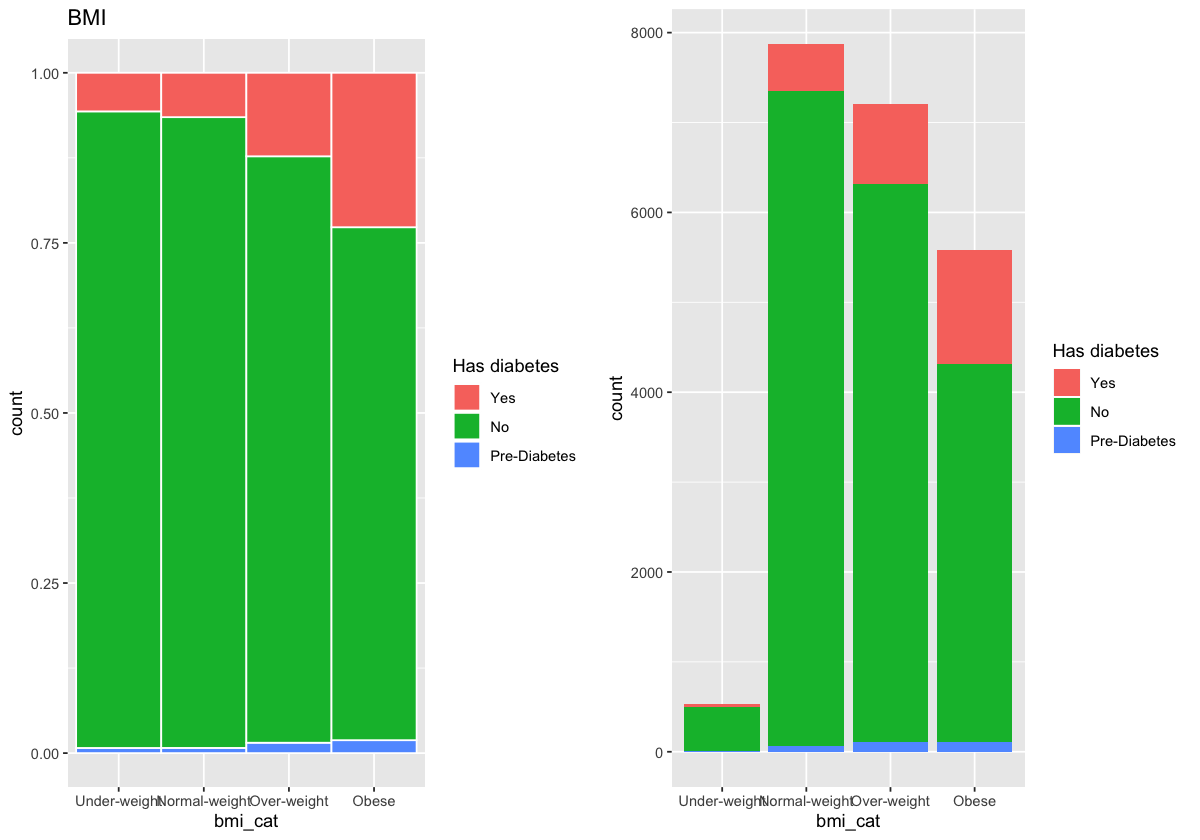 BMI
1.00
0.75
0.50
0.25
0.00
count
Under-weight
Normal-weight
Over-weight
Obese
bmi_cat
Has diabetes
Yes
No
Pre-Diabetes
8000
6000
4000
2000
0
count
Under-weight
Normal-weight
Over-weight
Obese
bmi_cat
Has diabetes
Yes
No
Pre-Diabetes